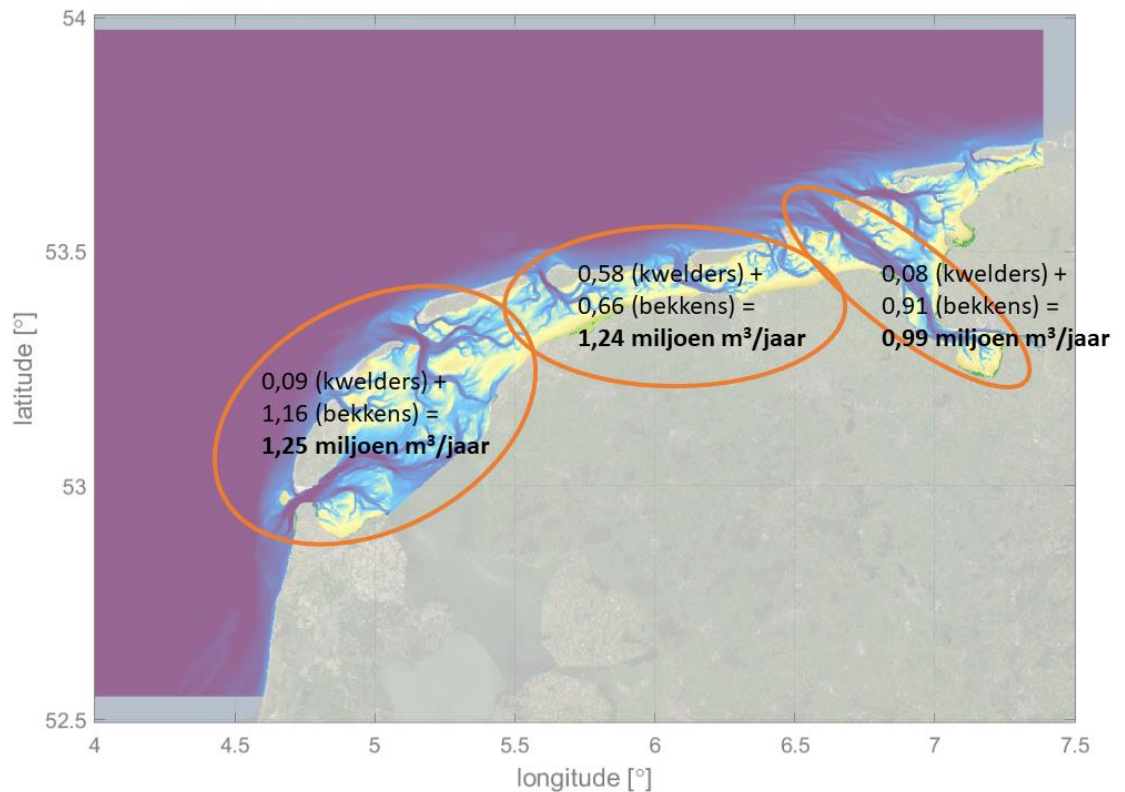 54
53.5
53
52.5
latitude [°]
0,09 (kwelders) +
1,16 (bekkens) =
1,25 miljoen m³/jaar
0,58 (kwelders) +
0,66 (bekkens) =
1,24 miljoen m³/jaar
0,08 (kwelders) +
0,91 (bekkens) =
0,99 miljoen m³/jaar
4
4.5
5
5.5
6
6.5
7
7.5
longitude [°]